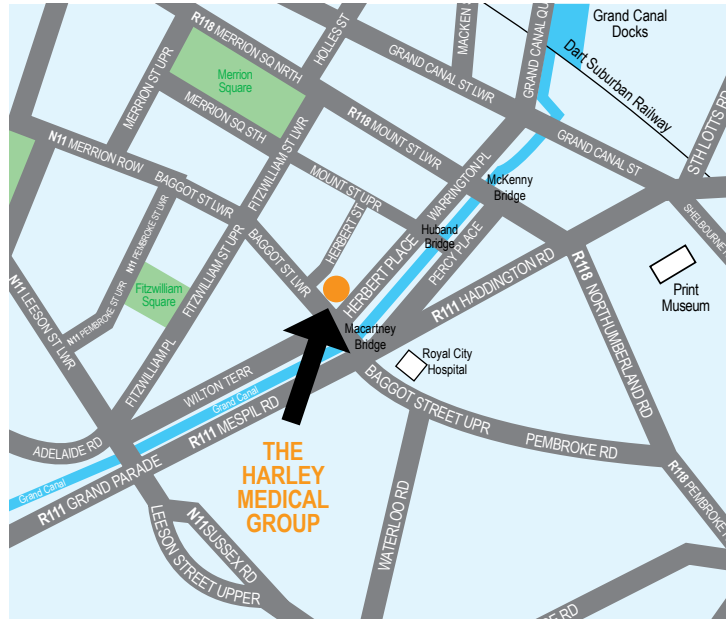 Grand Canal
Docks
Dart Suburban Railway
GRAND CANAL QU
MACKEN S
HOLLES ST
R118 MERRION SQ NRTH
GRAND CANAL ST LWR
Merrion
Square
MERRION ST UPR
MERRION SQ STH
R118 MOUNT ST LWR
GRAND CANAL ST
STH LOTTS RD
N11 MERRION ROW
BAGGOT ST LWR
FITZWILLIAM ST LWR
MOUNT ST UPR
WARRINGTON PL
McKenny
Bridge
SHELBOURNE
N11 PEMBROKE ST LWR
HERBERT ST
Huband
Bridge
PERCY PLACE
FITZWILLIAM ST UPR
BAGGOT ST LWR
HERBERT PLACE
R111 HADDINGTON RD
R118 NORTHUMBERLAND RD
Print
Museum
N11 LEESON ST LWR
N11 PEMBROKE ST UPR
Fitzwilliam
Square
FITZWILLIAM PL
Macartney
Bridge
Royal City
Hospital
WILTON TERR
Grand Canal
R111 MESPIL RD
BAGGOT STREET UPR
PEMBROKE RD
ADELAIDE RD
THE
HARLEY
MEDICAL
GROUP
Grand Canal
R111 GRAND PARADE
R118 PEMBROKE
WATERLOO RD
N11SUSSEX RD
LEESON STREET UPPER
RD